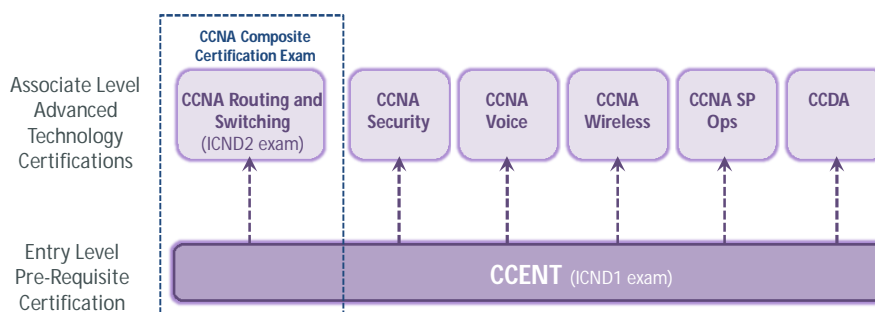 CCNA Composite
Certification Exam
Associate Level
Advanced
Technology
Certifications
CCNA Routing and
Switching
(ICND2 exam)
CCNA
Security
CCNA
Voice
CCNA
Wireless
CCNA SP
Ops
CCDA
Entry Level
Pre-Requisite
Certification
CCENT (ICND1 exam)